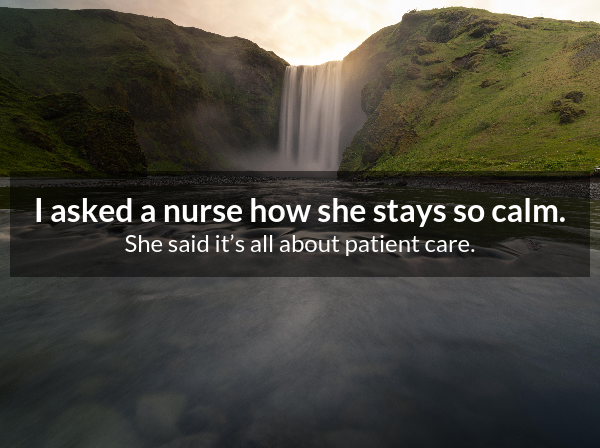 I asked a nurse how she stays so calm.
She said it’s all about patient care.